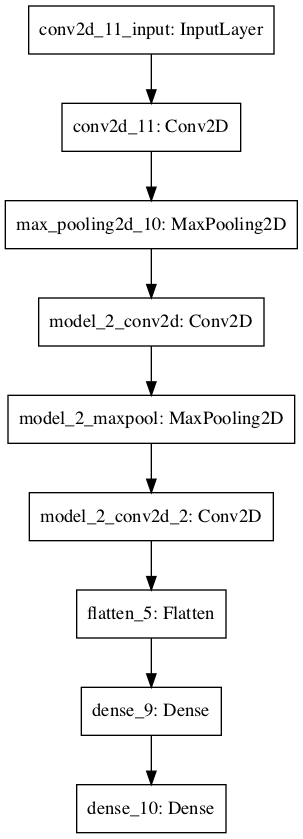 conv2d_11_input: InputLayer
conv2d_11: Conv2D
max_pooling2d_10: MaxPooling2D
model_2_conv2d: Conv2D
model_2_maxpool: MaxPooling2D
model_2_conv2d_2: Conv2D
flatten_5: Flatten
dense_9: Dense
dense_10: Dense